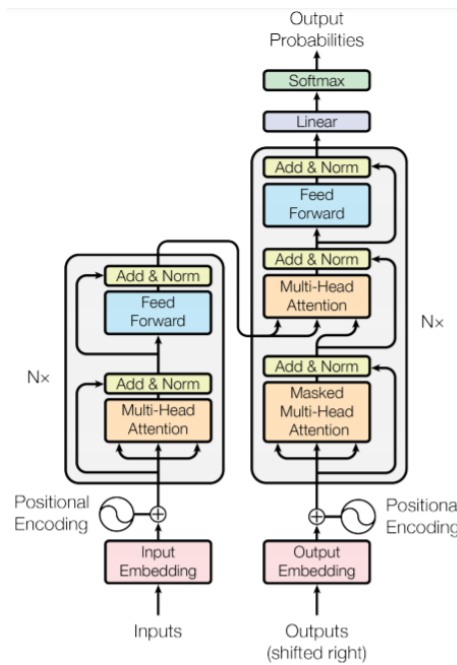 Output
Probabilities
Softmax
Linear
Add & Norm
Feed
Forward
Add & Norm
Multi-Head
Attention
Add & Norm
Masked
Multi-Head
Attention
Nx
Add & Norm
Feed
Forward
Add & Norm
Multi-Head
Attention
Nx
Positional
Encoding
Positional
Encoding
Input
Embedding
Output
Embedding
Inputs
Outputs
(shifted right)